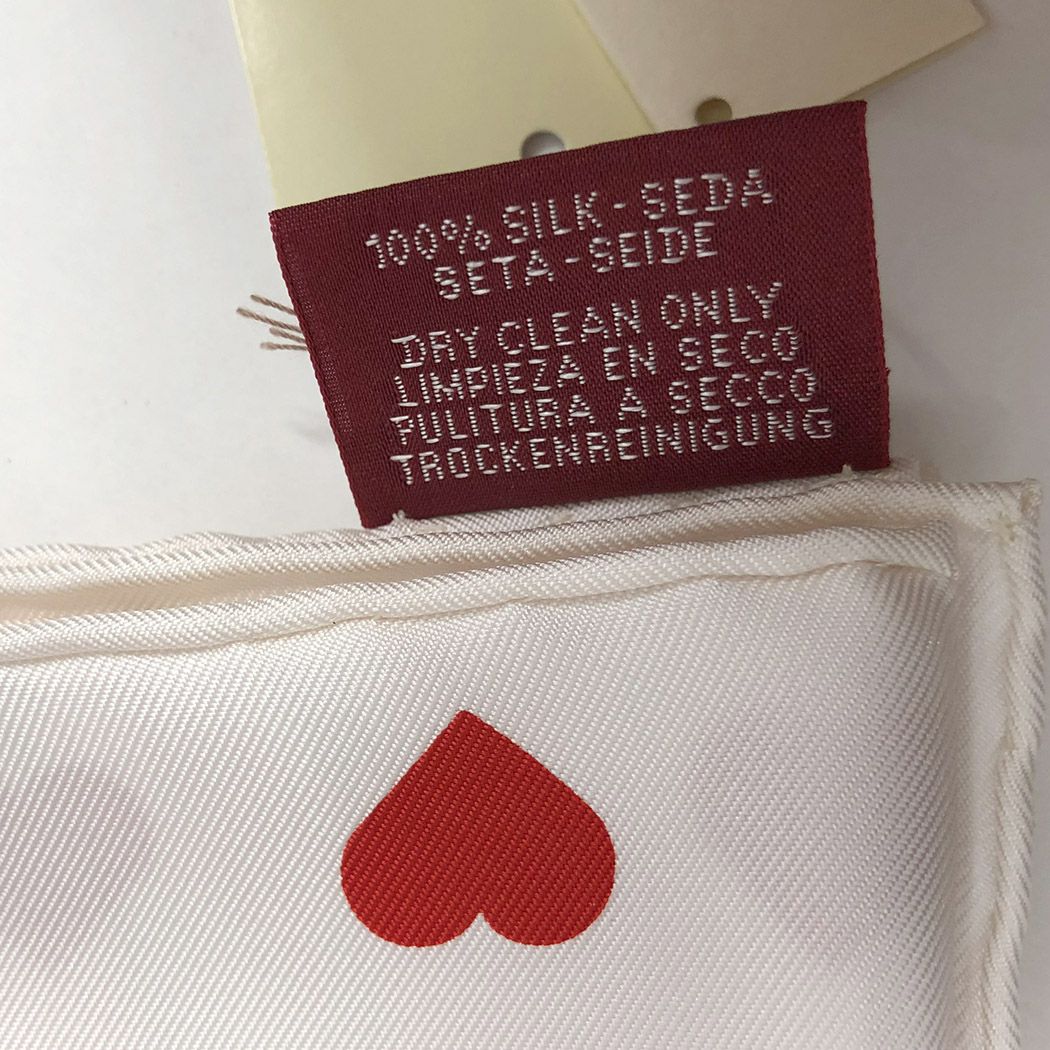 100% SILK - SEDA
SETA - SEIDE
DRY CLEAN ONLY
LIMPIEZA EN SECO
PULITURA A SECCO
TROCKENREINIGUNG